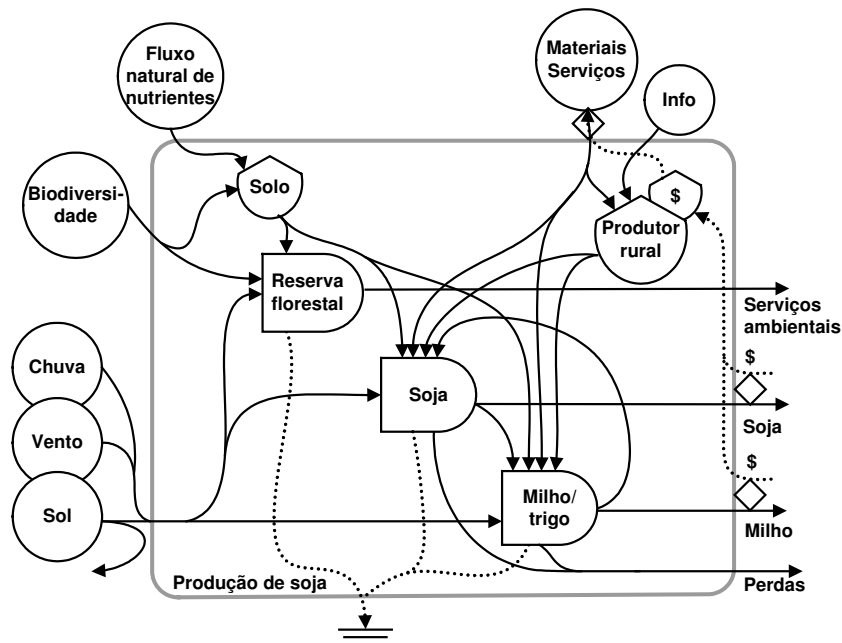 Fluxo
natural de
nutrientes
Materiais
Serviços
Info
Biodiversi-
dade
Solo
$
Produtor
rural
Reserva
florestal
Serviços
ambientais
Chuva
$
Soja
Soja
Vento
$
Milho/
trigo
Sol
Milho
Produção de soja
Perdas